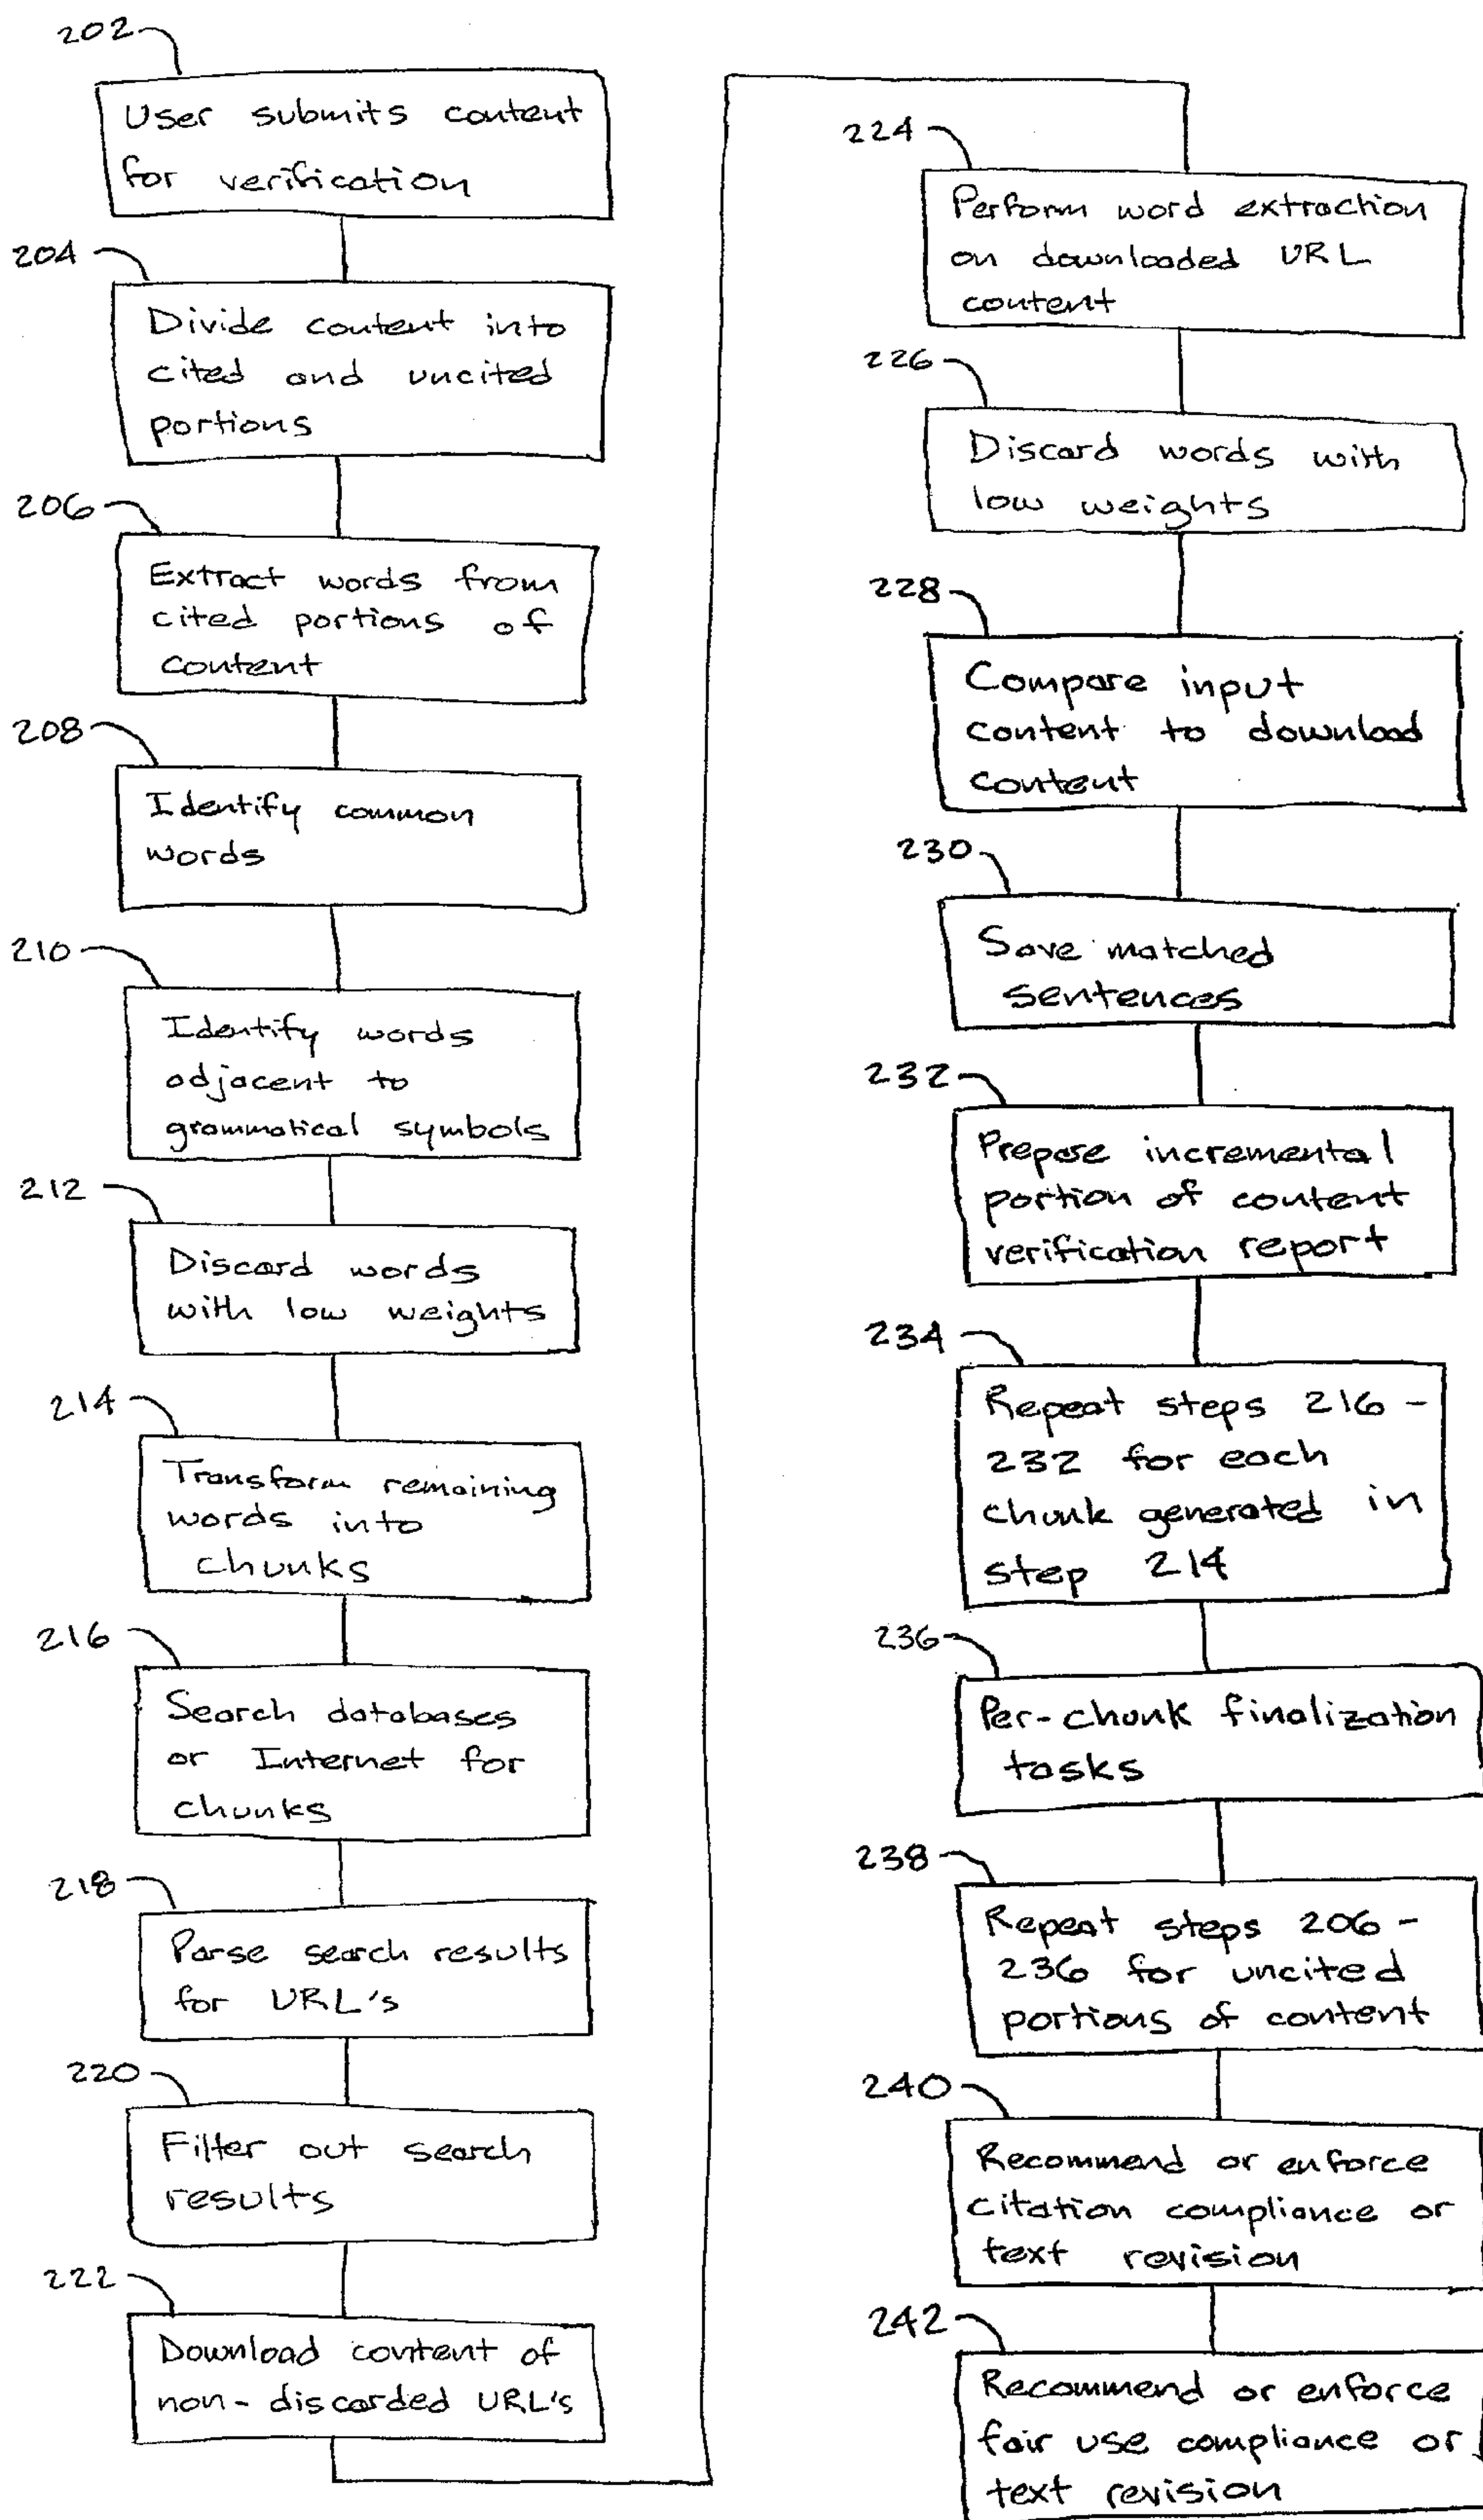 202
User submits content
for verification
204
Divide content into
cited and uncited
portions
206
Extract words from
cited portions of
content
208
Identify common
words
210
Identify words
adjacent to
grammatical symbols
212
Discard words
with low weights
214
Transform remaining
words into
chunks
216
Search databases
or Internet for
chunks
218
Parse search results
for URL's
220
Filter out search
results
222
Download content of
non-discarded URL's
224
Perform word extraction
on downloaded URL
content
226
Discard words with
low weights
228
Compare input
content to download
content
230
Save matched
sentences
232
Prepare incremental
portion of content
verification report
234
Repeat steps 216 -
232 for each
chunk generated in
step 214
236
Per-chunk finalization
tasks
238
Repeat steps 206 -
236 for uncited
portions of content
240
Recommend or enforce
citation compliance or
text revision
242
Recommend or enforce
fair use compliance or
text revision